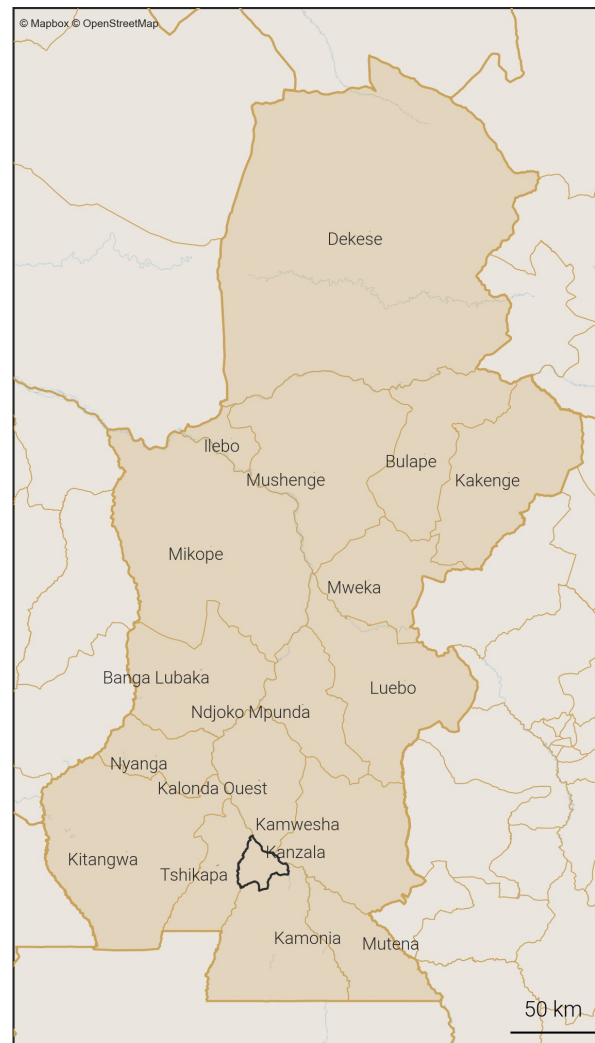 © Mapbox © OpenStreetMap
Dekese
Ilebo
Bulape
Mushenge
Kakenge
Mikope
Mweka
Banga Lubaka
Luebo
Ndjoko Mpunda
Nyanga
Kalonda Ouest
Kamwesha
Kanzala
Kitangwa
Tshikapa
Kamonia
Mutena
50 km